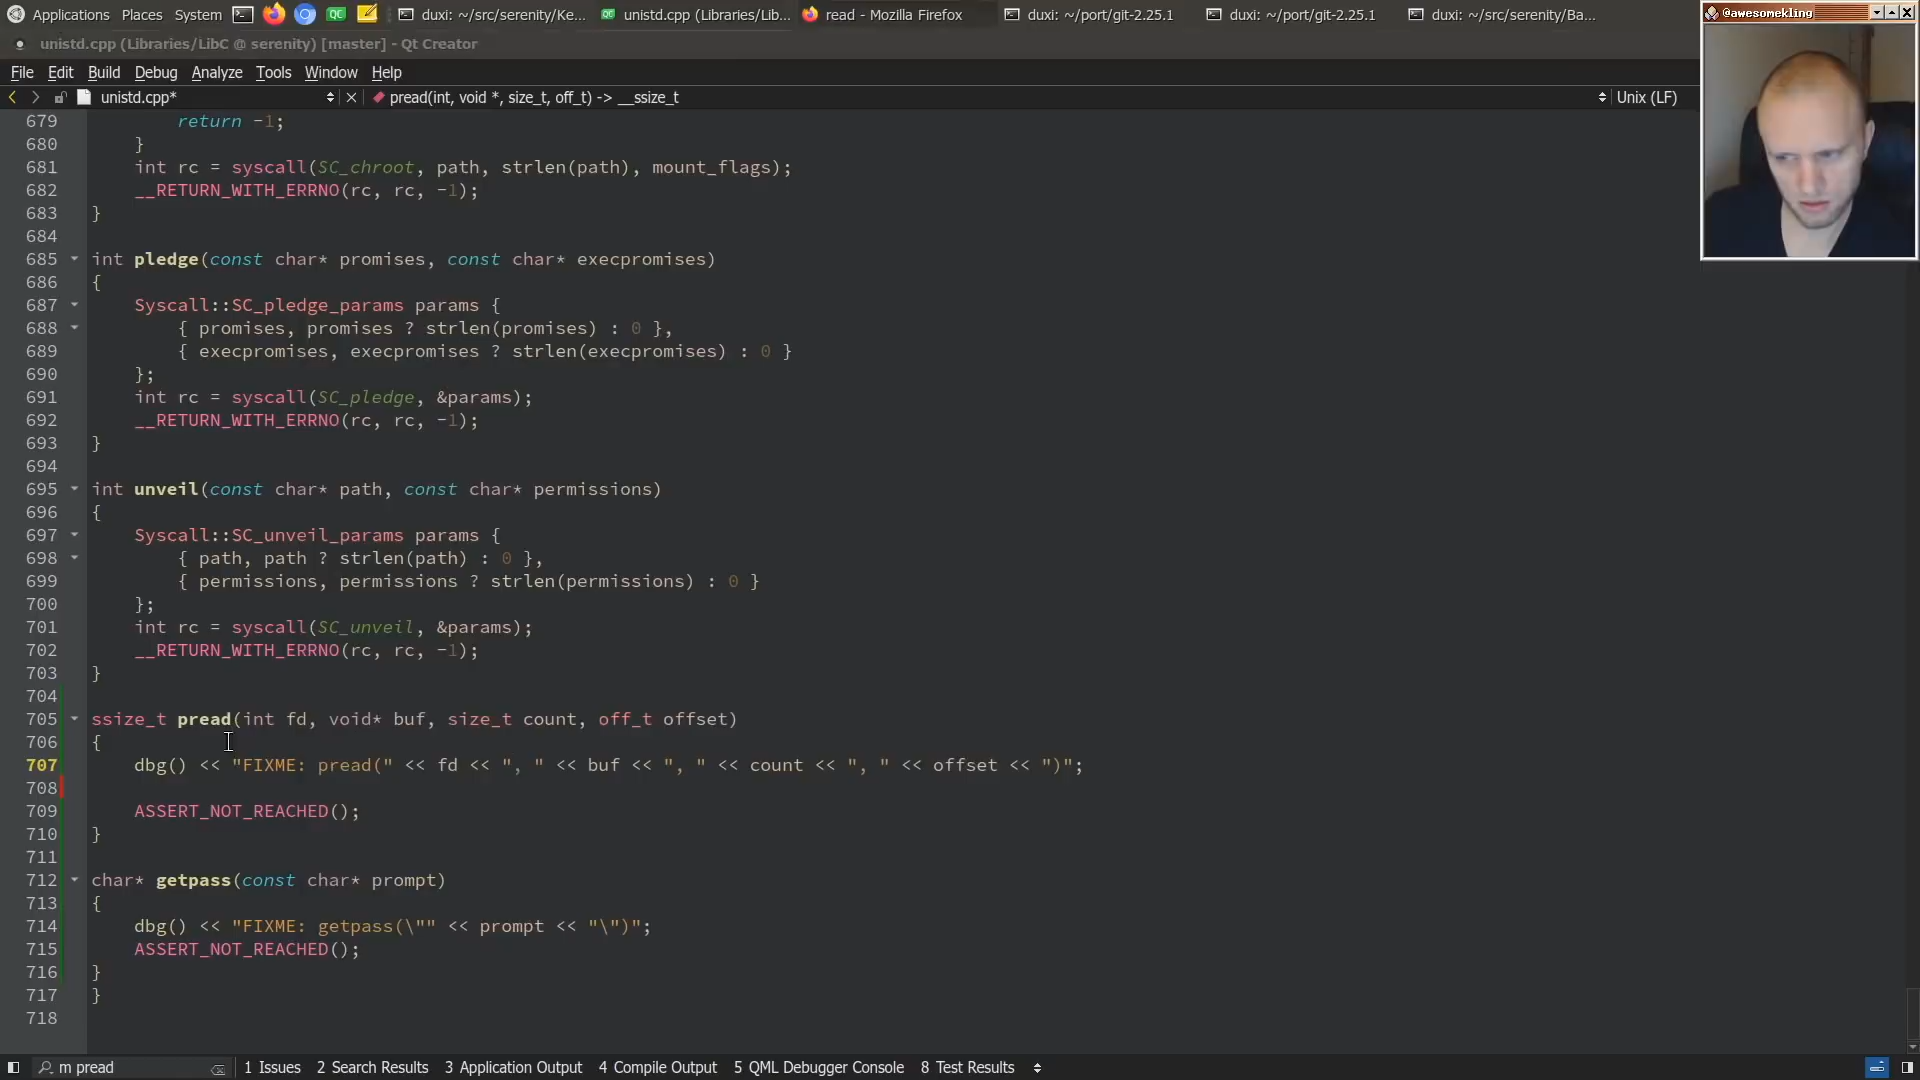 Applications Places System duxi: ~/src/serenity/Ke... unistd.cpp (Libraries/Lib... read - Mozilla Firefox duxi: ~/port/git-2.25.1 duxi: ~/port/git-2.25.1 duxi: ~/src/serenity/Ba...
@awesomekling
unistd.cpp (Libraries/LibC @ serenity) [master] - Qt Creator
File Edit Build Debug Analyze Tools Window Help
unistd.cpp* pread(int, void *, size_t, off_t) -> __ssize_t Unix (LF)
679 return -1;
680 }
681 int rc = syscall(SC_chroot, path, strlen(path), mount_flags);
682 __RETURN_WITH_ERRNO(rc, rc, -1);
683 }
684
685 int pledge(const char* promises, const char* execpromises)
686 {
687 Syscall::SC_pledge_params params {
688 { promises, promises ? strlen(promises) : 0 },
689 { execpromises, execpromises ? strlen(execpromises) : 0 }
690 };
691 int rc = syscall(SC_pledge, &params);
692 __RETURN_WITH_ERRNO(rc, rc, -1);
693 }
694
695 int unveil(const char* path, const char* permissions)
696 {
697 Syscall::SC_unveil_params params {
698 { path, path ? strlen(path) : 0 },
699 { permissions, permissions ? strlen(permissions) : 0 }
700 };
701 int rc = syscall(SC_unveil, &params);
702 __RETURN_WITH_ERRNO(rc, rc, -1);
703 }
704
705 ssize_t pread(int fd, void* buf, size_t count, off_t offset)
706 {
707 dbg() << "FIXME: pread(" << fd << ", " << buf << ", " << count << ", " << offset << ")";
708
709 ASSERT_NOT_REACHED();
710 }
711
712 char* getpass(const char* prompt)
713 {
714 dbg() << "FIXME: getpass(\"" << prompt << "\")";
715 ASSERT_NOT_REACHED();
716 }
717 }
718
m pread 1 Issues 2 Search Results 3 Application Output 4 Compile Output 5 QML Debugger Console 8 Test Results